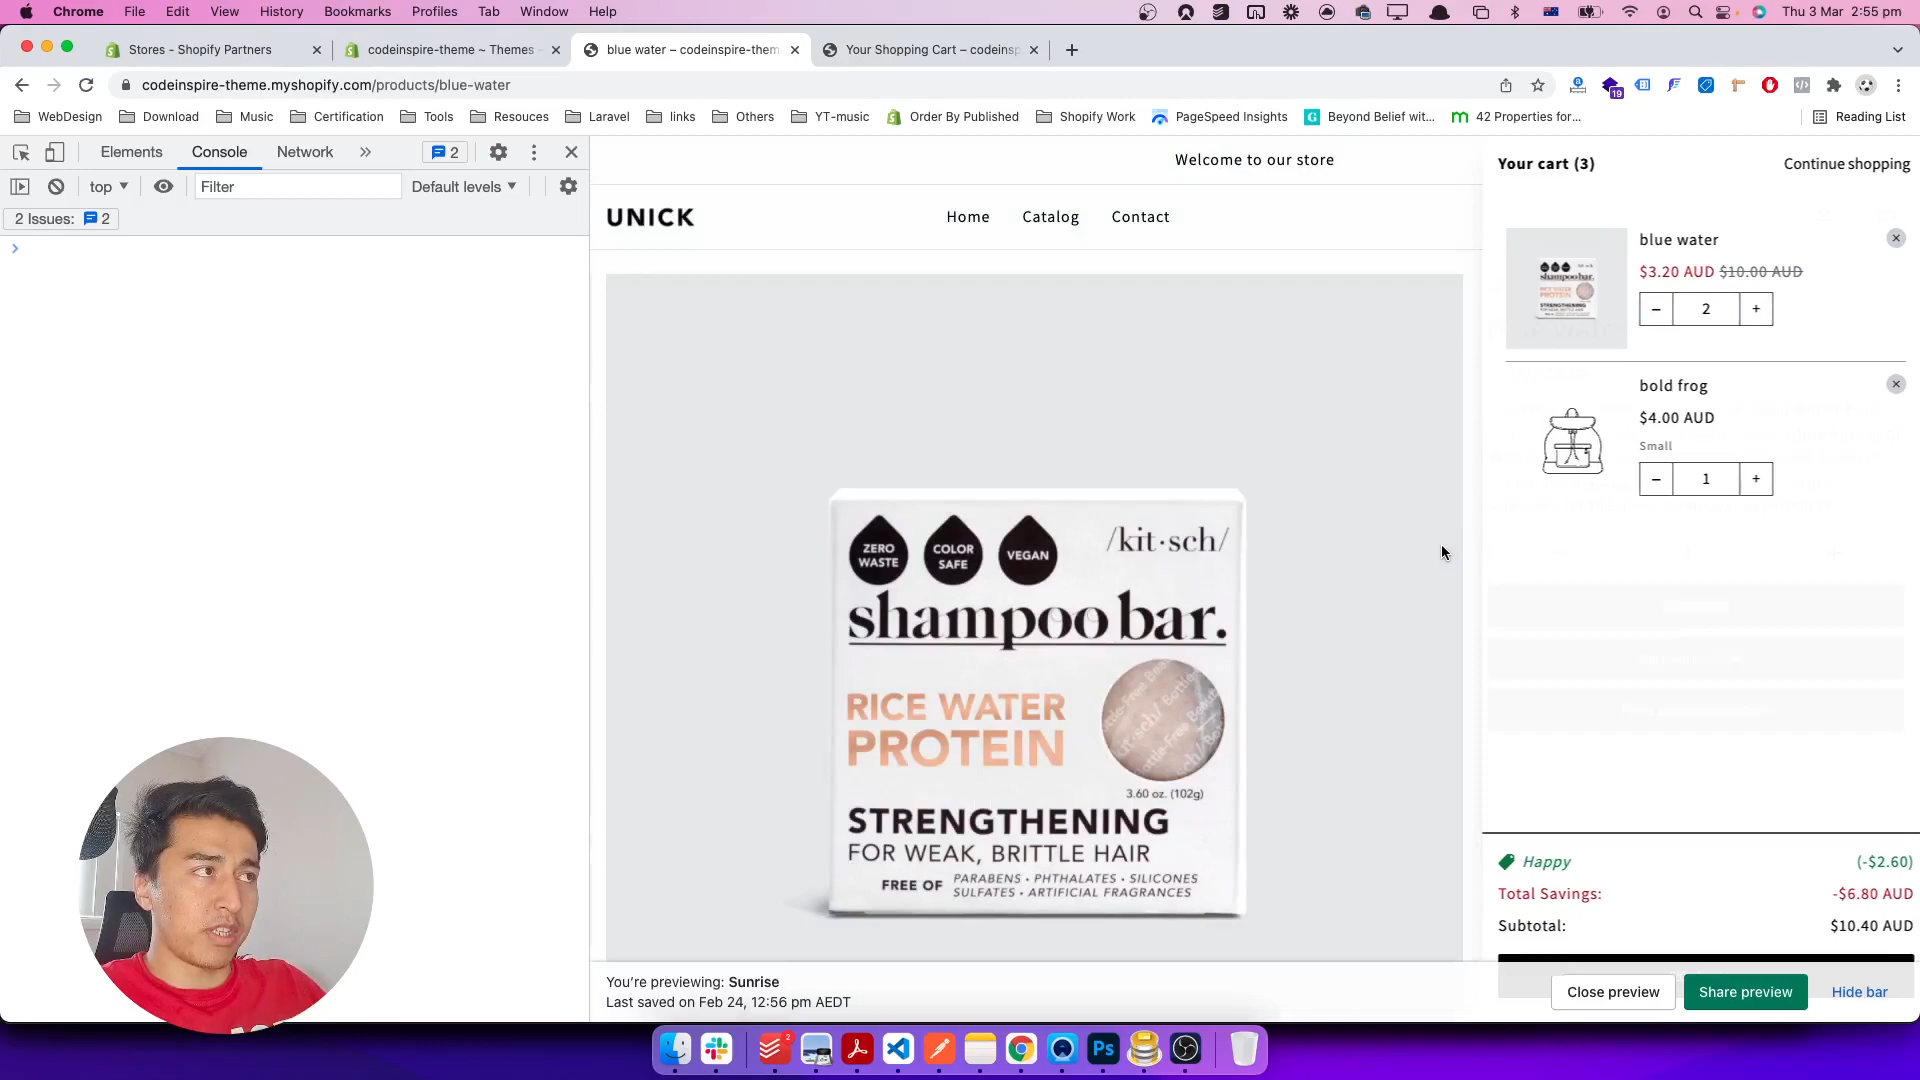 Chrome File Edit View History Bookmarks Profiles Tab Window Help
Thu 3 Mar 2:55 pm
Stores - Shopify Partners
codeinspire-theme ~ Themes -
blue water – codeinspire-them
Your Shopping Cart – codeinsp
codeinspire-theme.myshopify.com/products/blue-water
19
WebDesign Download Music Certification Tools Resouces Laravel links Others YT-music Order By Published Shopify Work PageSpeed Insights Beyond Belief wit... 42 Properties for... Reading List
Elements Console Network 2
top Filter Default levels
2 Issues: 2
Welcome to our store
UNICK
Home Catalog Contact
ZERO WASTE
COLOR SAFE
VEGAN
/kit·sch/
shampoo bar.
RICE WATER
PROTEIN
3.60 oz. (102g)
STRENGTHENING
FOR WEAK, BRITTLE HAIR
FREE OF PARABENS • PHTHALATES • SILICONES
SULFATES • ARTIFICIAL FRAGRANCES
Your cart (3)
Continue shopping
blue water
$3.20 AUD $10.00 AUD
− 2 +
bold frog
$4.00 AUD
Small
− 1 +
Happy (-$2.60)
Total Savings: -$6.80 AUD
Subtotal: $10.40 AUD
You're previewing: Sunrise
Last saved on Feb 24, 12:56 pm AEDT
Close preview
Share preview
Hide bar
2
Ps